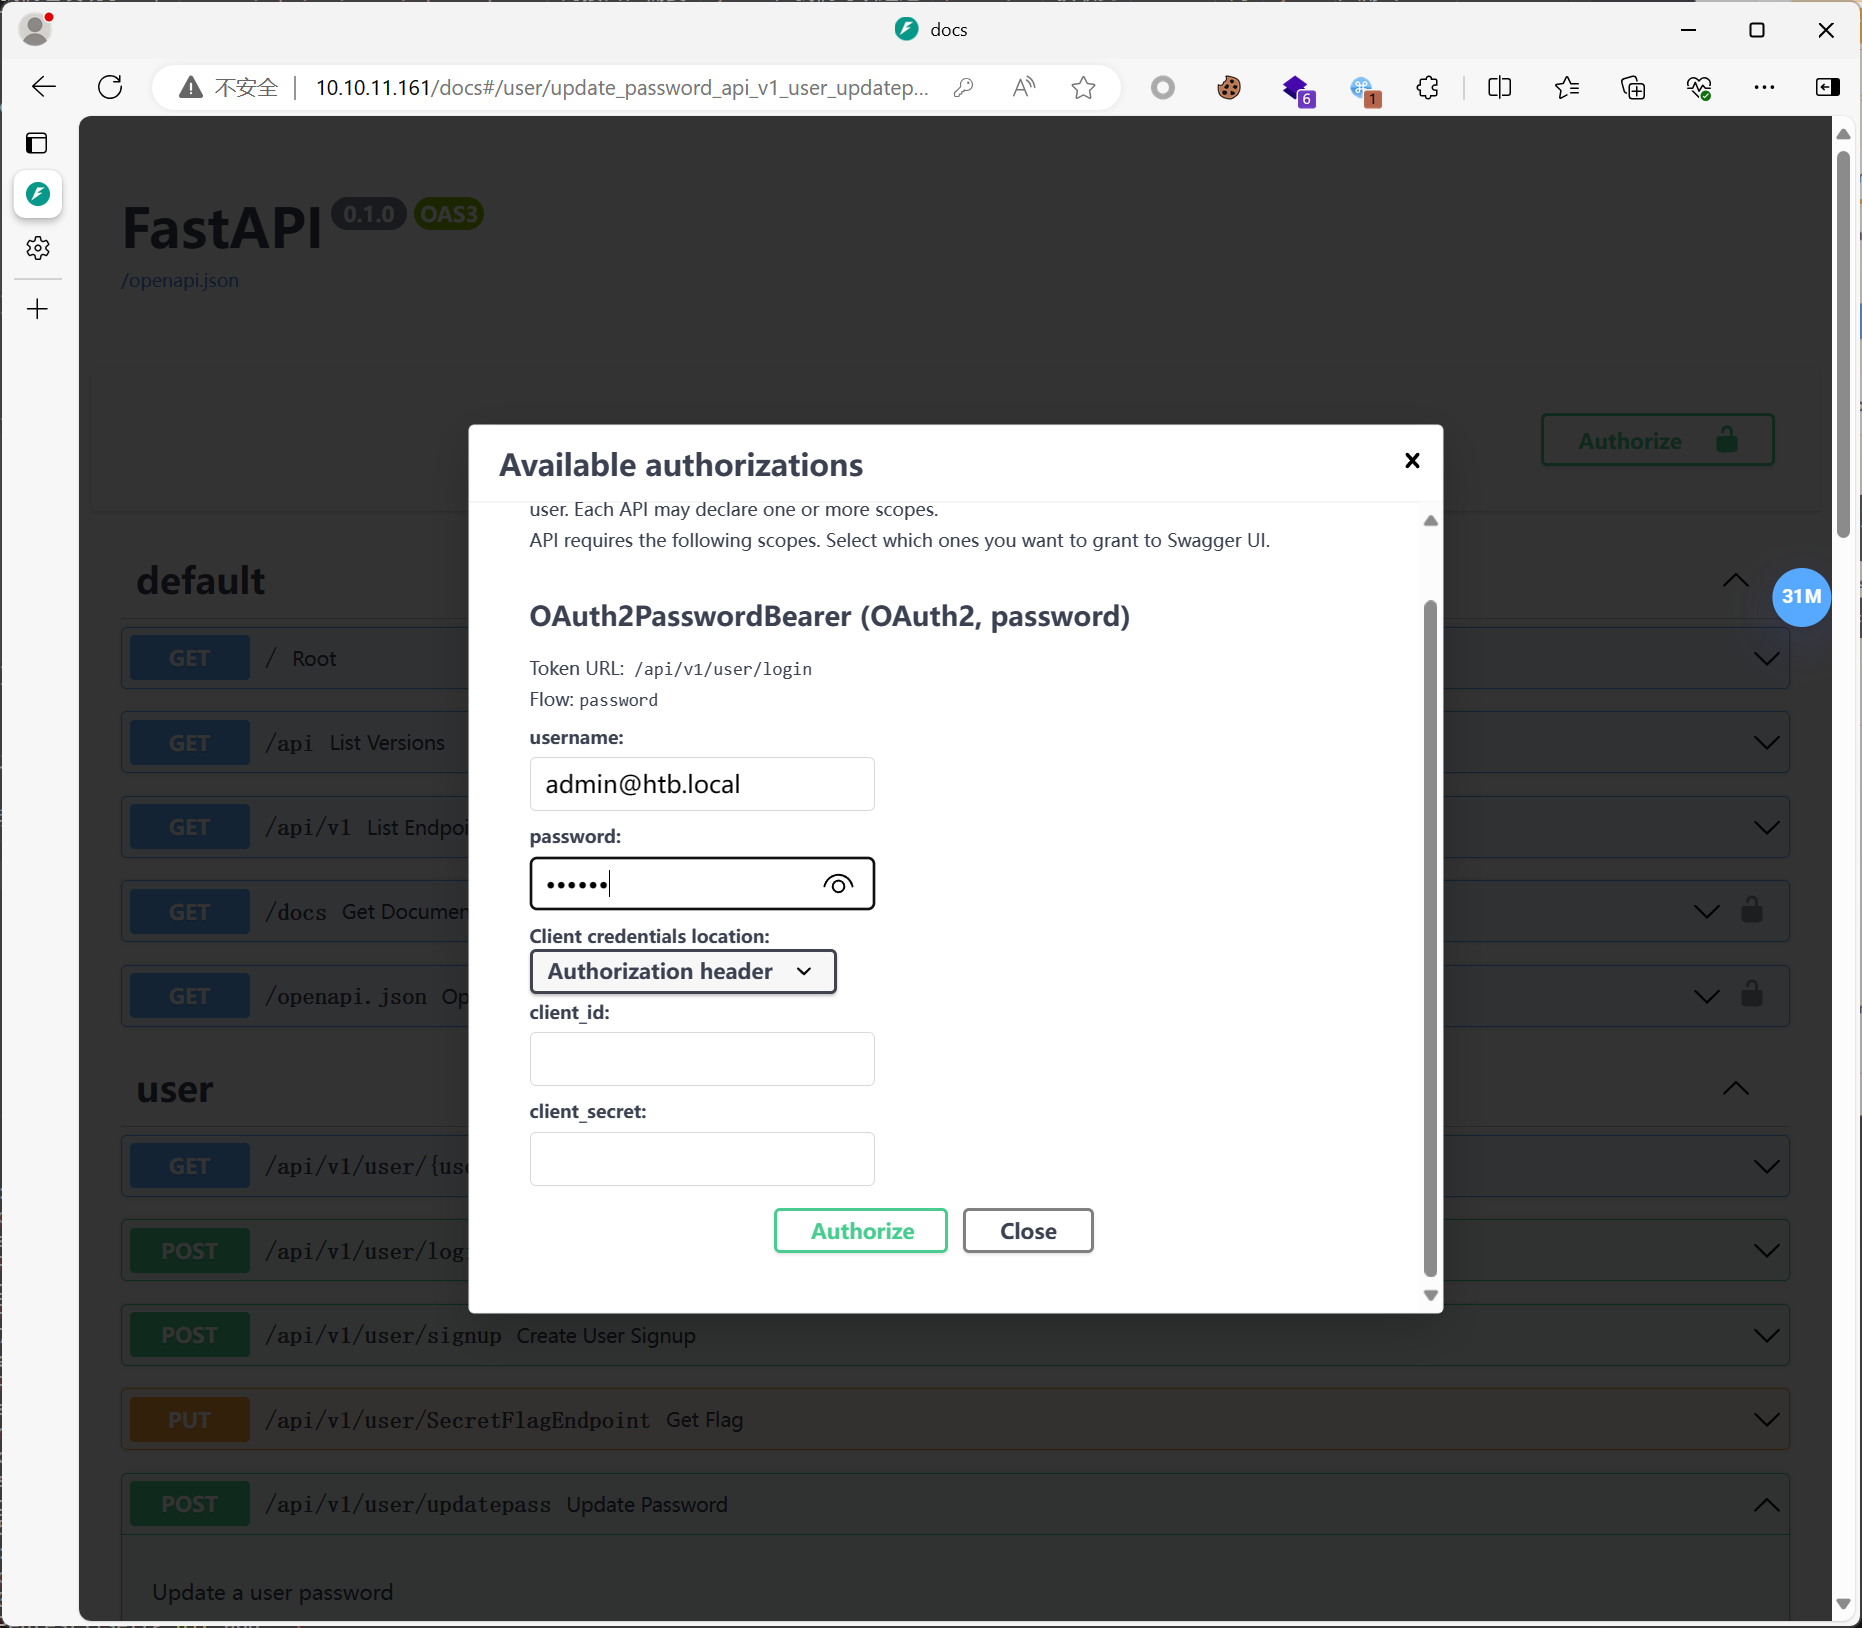 docs
不安全
10.10.11.161/docs#/user/update_password_api_v1_user_updatep...
6
1
FastAPI 0.1.0 OAS3
/openapi.json
Authorize
Available authorizations
user. Each API may declare one or more scopes.
API requires the following scopes. Select which ones you want to grant to Swagger UI.
OAuth2PasswordBearer (OAuth2, password)
Token URL: /api/v1/user/login
Flow: password
username:
admin@htb.local
password:
••••••
Client credentials location:
Authorization header
client_id:
client_secret:
Authorize
Close
default
31M
GET / Root
GET /api List Versions
GET /api/v1 List Endpoi
GET /docs Get Documen
GET /openapi.json Op
user
GET /api/v1/user/{use
POST /api/v1/user/log
POST /api/v1/user/signup Create User Signup
PUT /api/v1/user/SecretFlagEndpoint Get Flag
POST /api/v1/user/updatepass Update Password
Update a user password